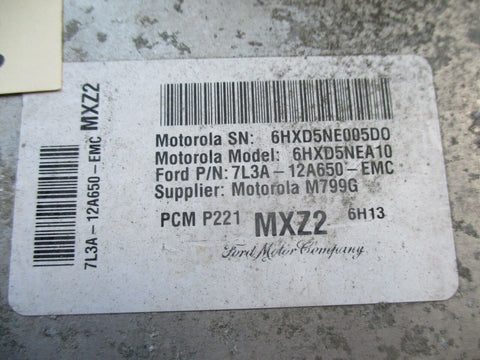 Motorola SN: 6HXD5NE005D0
Motorola Model: 6HXD5NEA10
Ford P/N: 7L3A-12A650-EMC
Supplier: Motorola M799G
PCM P221 MXZ2 6H13
Ford Motor Company
7L3A-12A650-EMC MXZ2